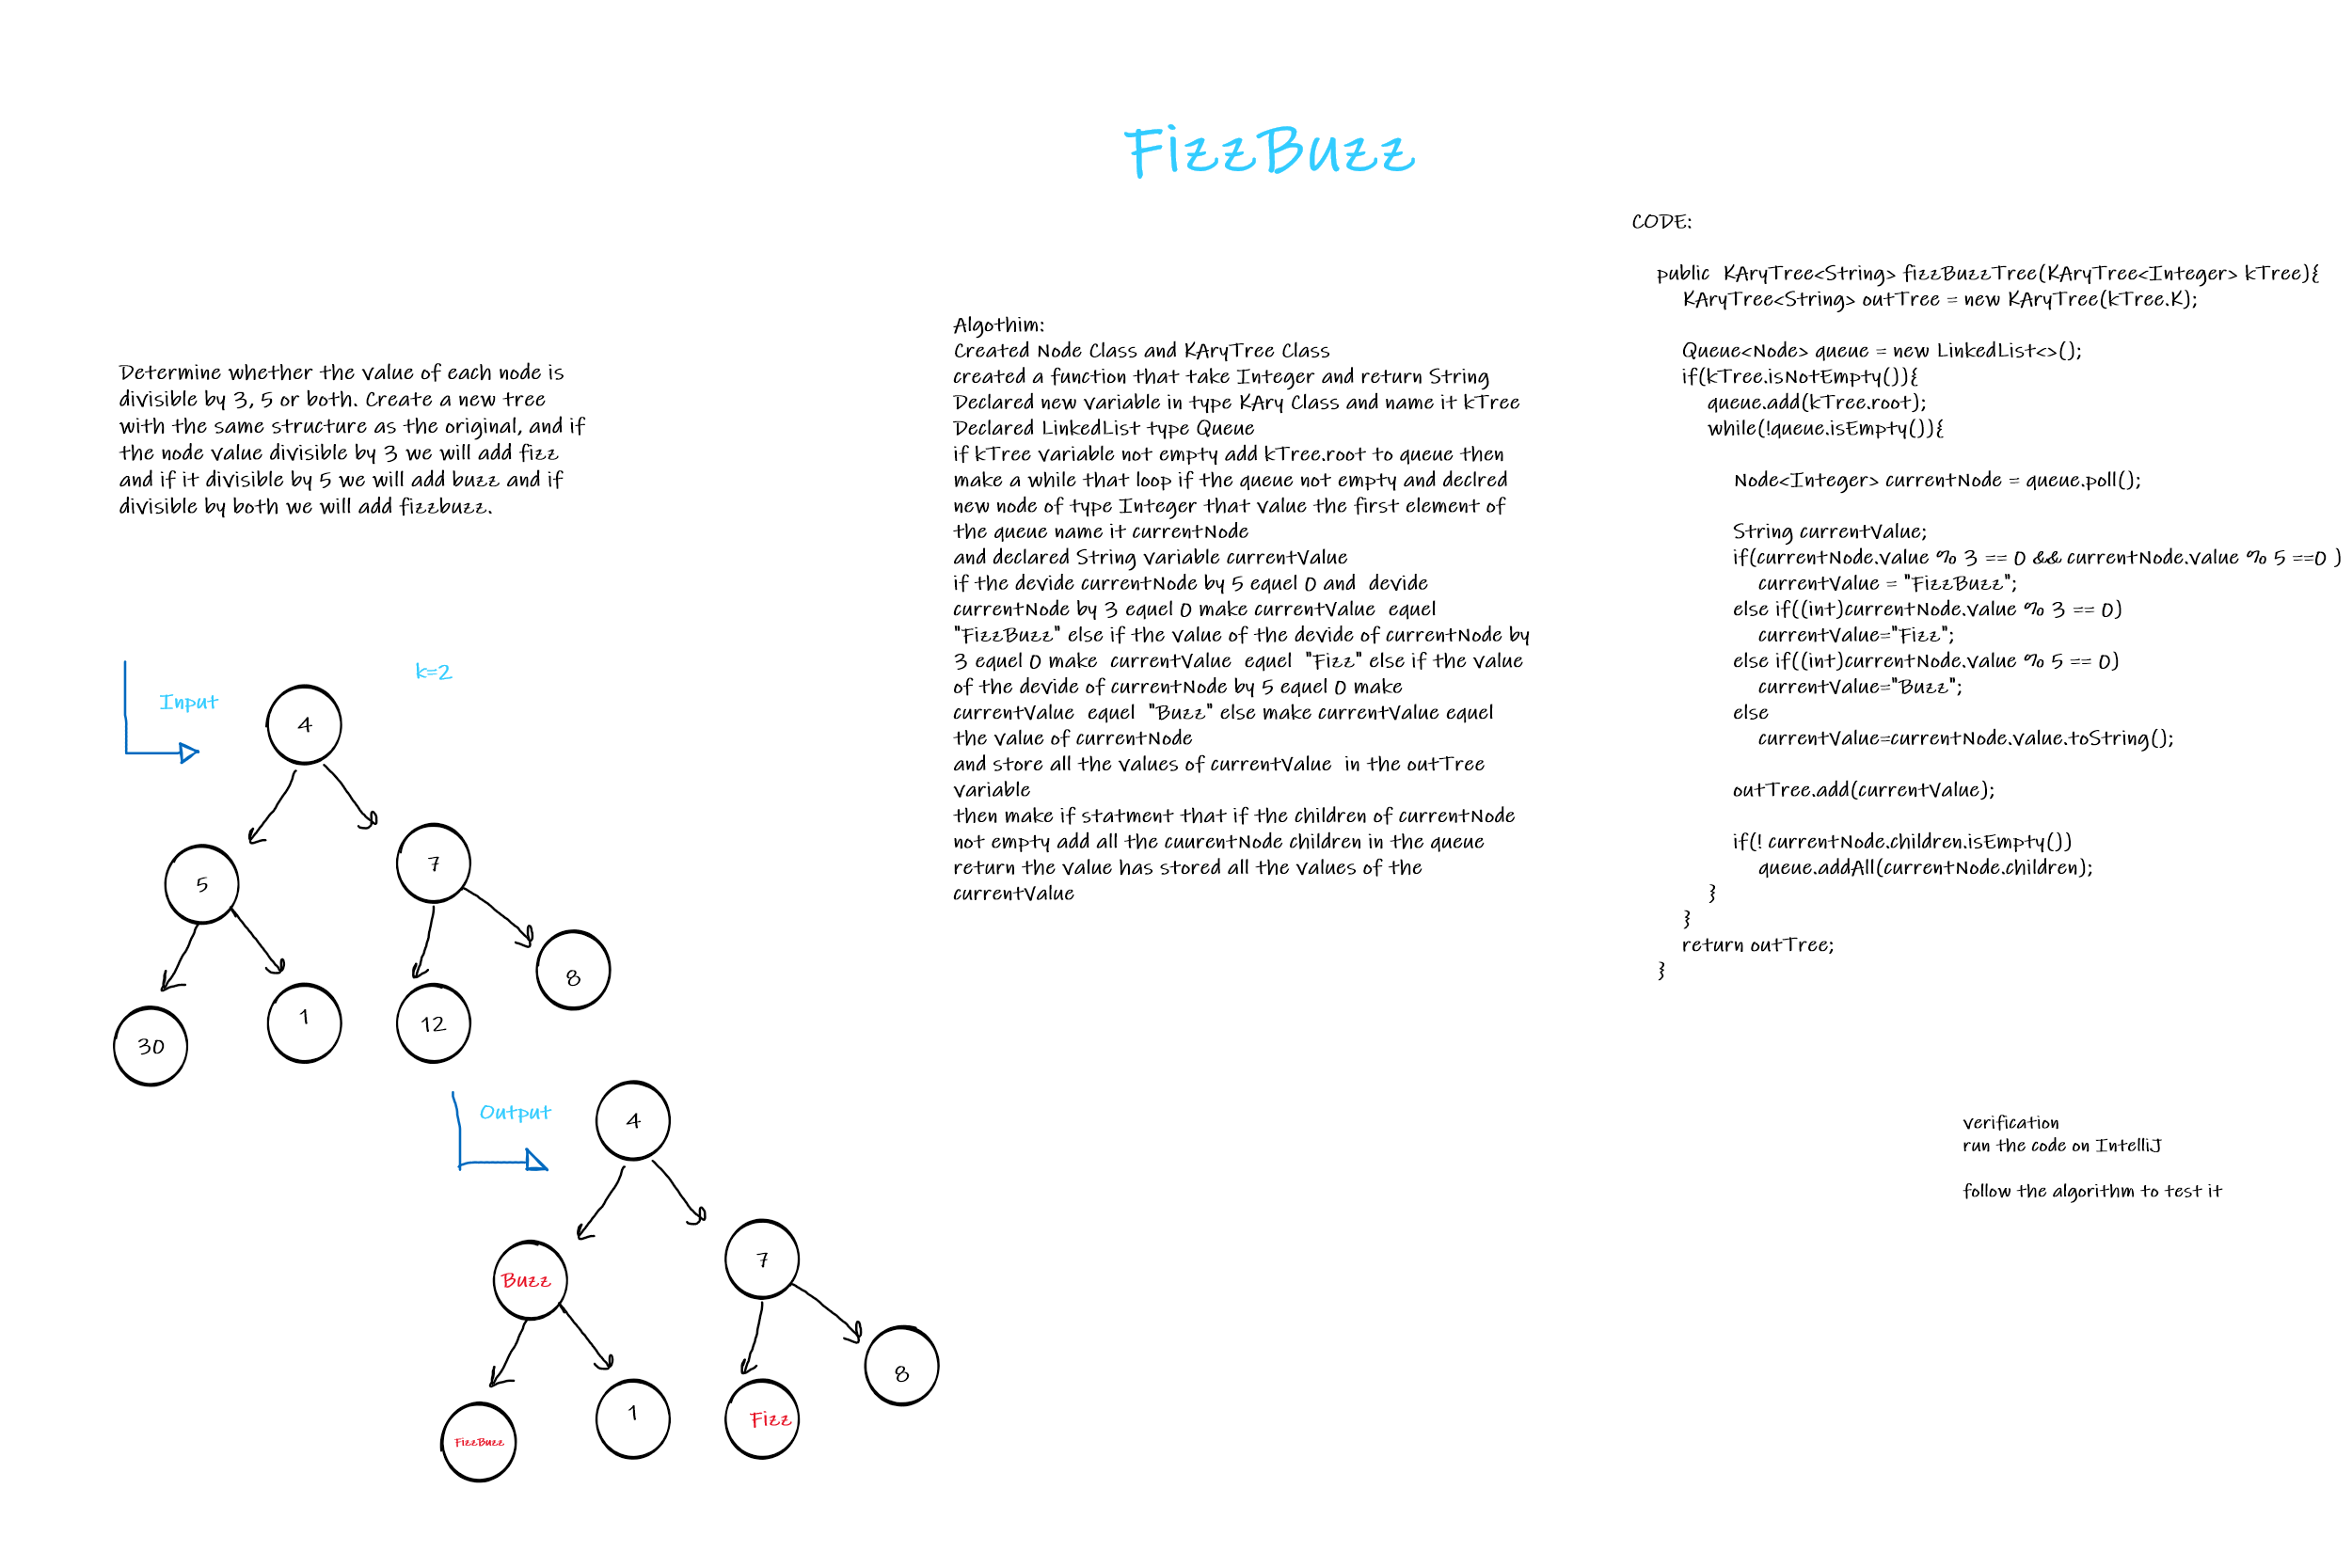 FizzBuzz
Determine whether the value of each node is
divisible by 3, 5 or both. Create a new tree
with the same structure as the original, and if
the node value divisible by 3 we will add fizz
and if it divisible by 5 we will add buzz and if
divisible by both we will add fizzbuzz.
Input
k=2
4
5
7
30
1
12
8
Output
4
Buzz
7
FizzBuzz
1
Fizz
8
Algothim:
Created Node Class and KAryTree Class
created a function that take Integer and return String
Declared new variable in type KAry Class and name it kTree
Declared LinkedList type Queue
if kTree variable not empty add kTree.root to queue then
make a while that loop if the queue not empty and declred
new node of type Integer that value the first element of
the queue name it currentNode
and declared String variable currentValue
if the devide currentNode by 5 equel 0 and devide
currentNode by 3 equel 0 make currentValue equel
"FizzBuzz" else if the value of the devide of currentNode by
3 equel 0 make currentValue equel "Fizz" else if the value
of the devide of currentNode by 5 equel 0 make
currentValue equel "Buzz" else make currentValue equel
the value of currentNode
and store all the values of currentValue in the outTree
variable
then make if statment that if the children of currentNode
not empty add all the cuurentNode children in the queue
return the value has stored all the values of the
currentValue
CODE:
public KAryTree<String> fizzBuzzTree(KAryTree<Integer> kTree){
KAryTree<String> outTree = new KAryTree(kTree.K);
Queue<Node> queue = new LinkedList<>();
if(kTree.isNotEmpty()){
queue.add(kTree.root);
while(!queue.isEmpty()){
Node<Integer> currentNode = queue.poll();
String currentValue;
if(currentNode.value % 3 == 0 && currentNode.value % 5 ==0 )
currentValue = "FizzBuzz";
else if((int)currentNode.value % 3 == 0)
currentValue="Fizz";
else if((int)currentNode.value % 5 == 0)
currentValue="Buzz";
else
currentValue=currentNode.value.toString();
outTree.add(currentValue);
if(! currentNode.children.isEmpty())
queue.addAll(currentNode.children);
}
}
return outTree;
}
verification
run the code on IntelliJ
follow the algorithm to test it